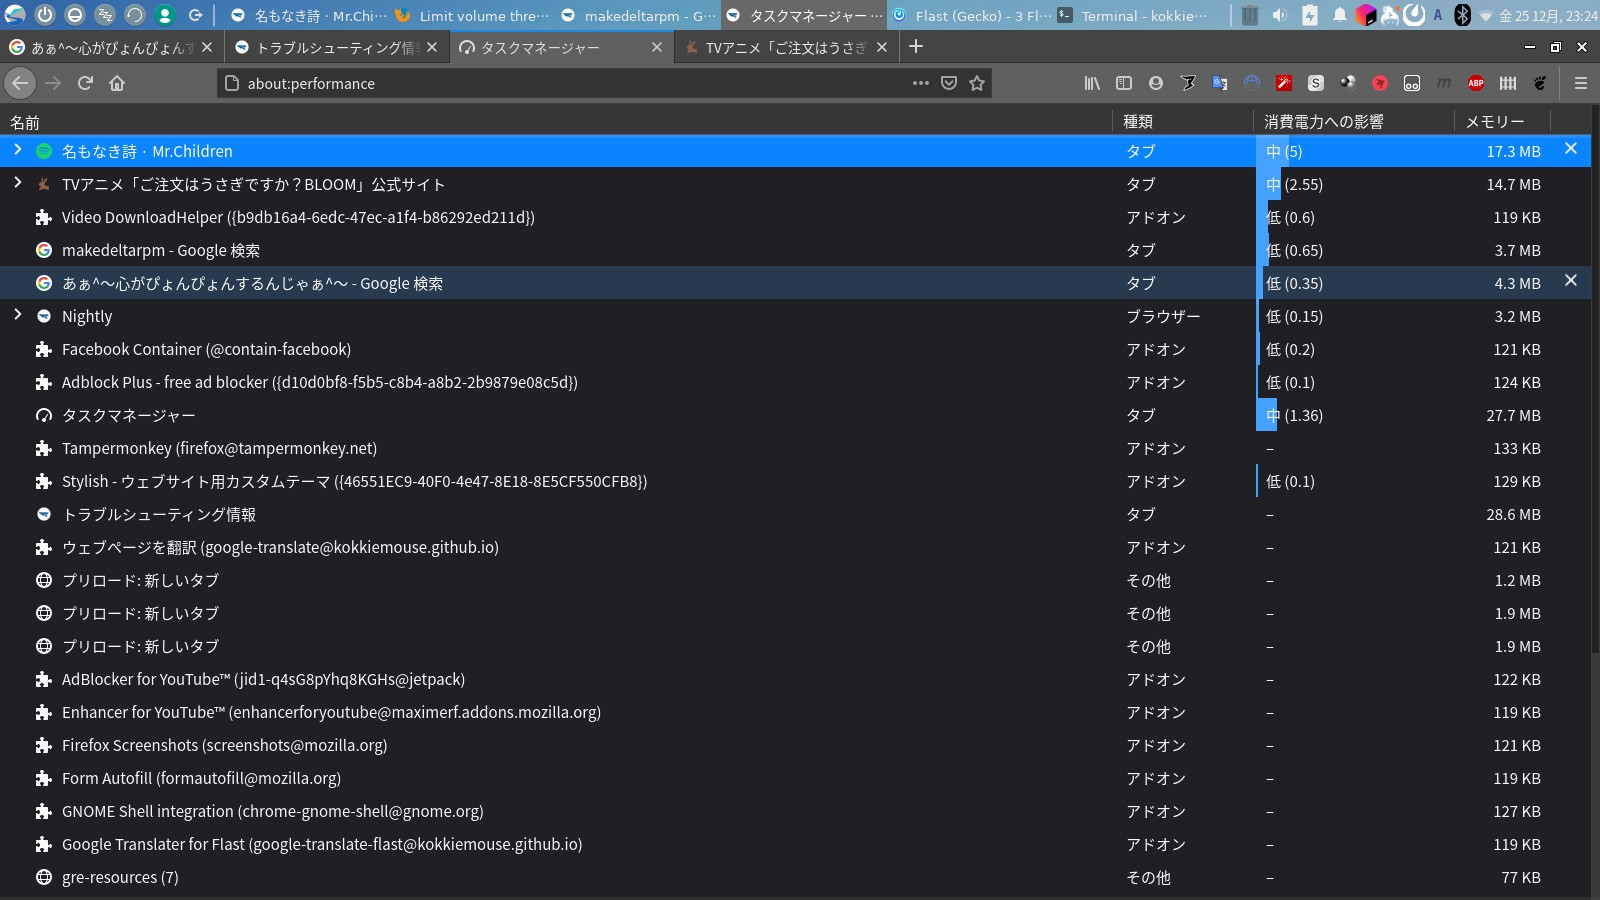 名もなき詩 · Mr.Chi…
Limit volume thre…
makedeltarpm - G…
タスクマネージャー …
Flast (Gecko) - 3 Fl…
Terminal - kokkie…
A
金 25 12月, 23:24
あぁ^~心がぴょんぴょんす
トラブルシューティング情報
タスクマネージャー
TVアニメ「ご注文はうさぎ
about:performance
S
m
ABP
名前 種類 消費電力への影響 メモリー
名もなき詩 · Mr.Children タブ 中 (5) 17.3 MB
TVアニメ「ご注文はうさぎですか？BLOOM」公式サイト タブ 中 (2.55) 14.7 MB
Video DownloadHelper ({b9db16a4-6edc-47ec-a1f4-b86292ed211d}) アドオン 低 (0.6) 119 KB
makedeltarpm - Google 検索 タブ 低 (0.65) 3.7 MB
あぁ^~心がぴょんぴょんするんじゃぁ^~ - Google 検索 タブ 低 (0.35) 4.3 MB
Nightly ブラウザー 低 (0.15) 3.2 MB
Facebook Container (@contain-facebook) アドオン 低 (0.2) 121 KB
Adblock Plus - free ad blocker ({d10d0bf8-f5b5-c8b4-a8b2-2b9879e08c5d}) アドオン 低 (0.1) 124 KB
タスクマネージャー タブ 中 (1.36) 27.7 MB
Tampermonkey (firefox@tampermonkey.net) アドオン – 133 KB
Stylish - ウェブサイト用カスタムテーマ ({46551EC9-40F0-4e47-8E18-8E5CF550CFB8}) アドオン 低 (0.1) 129 KB
トラブルシューティング情報 タブ – 28.6 MB
ウェブページを翻訳 (google-translate@kokkiemouse.github.io) アドオン – 121 KB
プリロード: 新しいタブ その他 – 1.2 MB
プリロード: 新しいタブ その他 – 1.9 MB
プリロード: 新しいタブ その他 – 1.9 MB
AdBlocker for YouTube™ (jid1-q4sG8pYhq8KGHs@jetpack) アドオン – 122 KB
Enhancer for YouTube™ (enhancerforyoutube@maximerf.addons.mozilla.org) アドオン – 119 KB
Firefox Screenshots (screenshots@mozilla.org) アドオン – 121 KB
Form Autofill (formautofill@mozilla.org) アドオン – 119 KB
GNOME Shell integration (chrome-gnome-shell@gnome.org) アドオン – 127 KB
Google Translater for Flast (google-translate-flast@kokkiemouse.github.io) アドオン – 119 KB
gre-resources (7) その他 – 77 KB